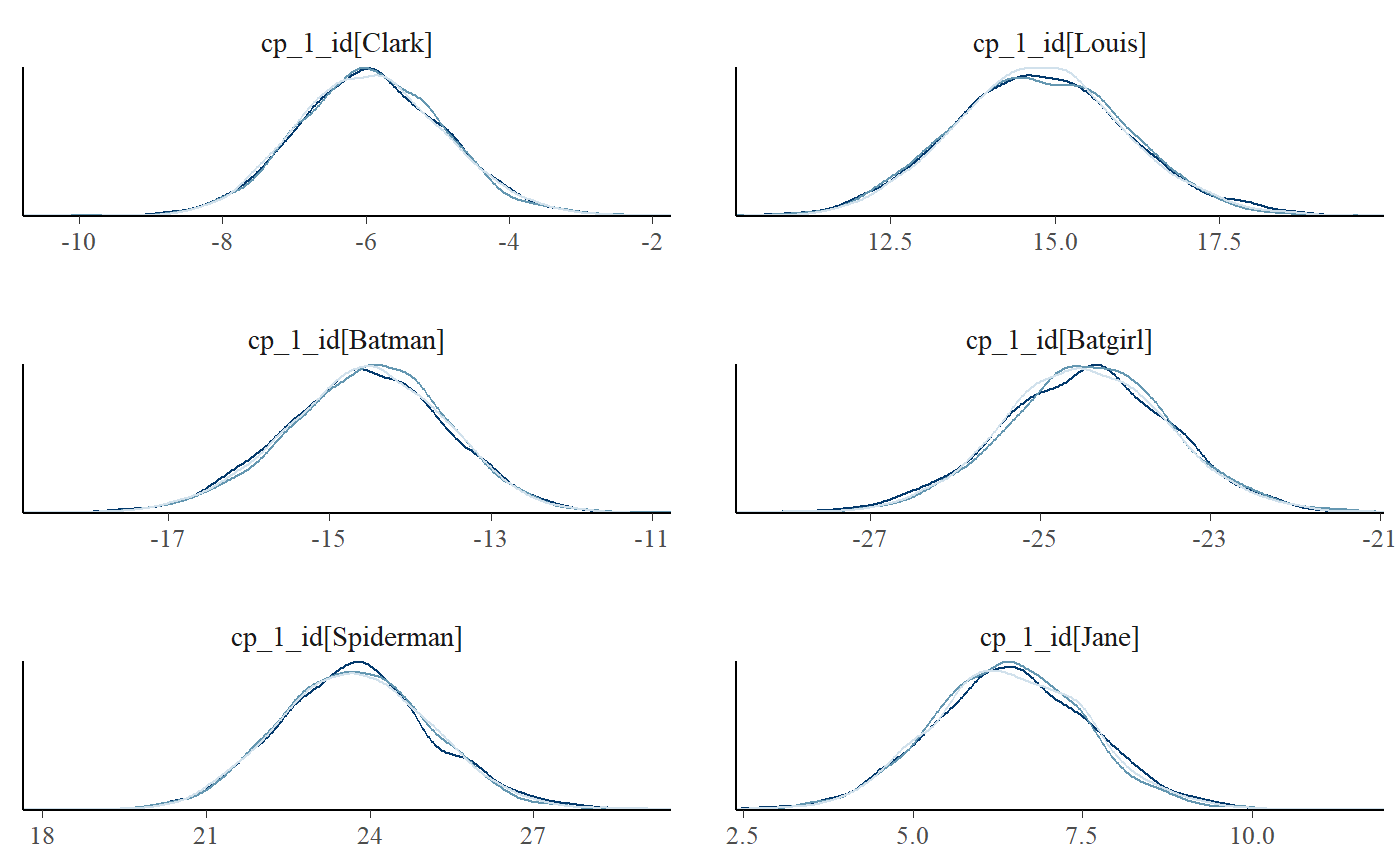 cp_1_id[Clark]
cp_1_id[Louis]
-10 -8 -6 -4 -2
12.5 15.0 17.5
cp_1_id[Batman]
cp_1_id[Batgirl]
-17 -15 -13 -11
-27 -25 -23 -21
cp_1_id[Spiderman]
cp_1_id[Jane]
18 21 24 27
2.5 5.0 7.5 10.0